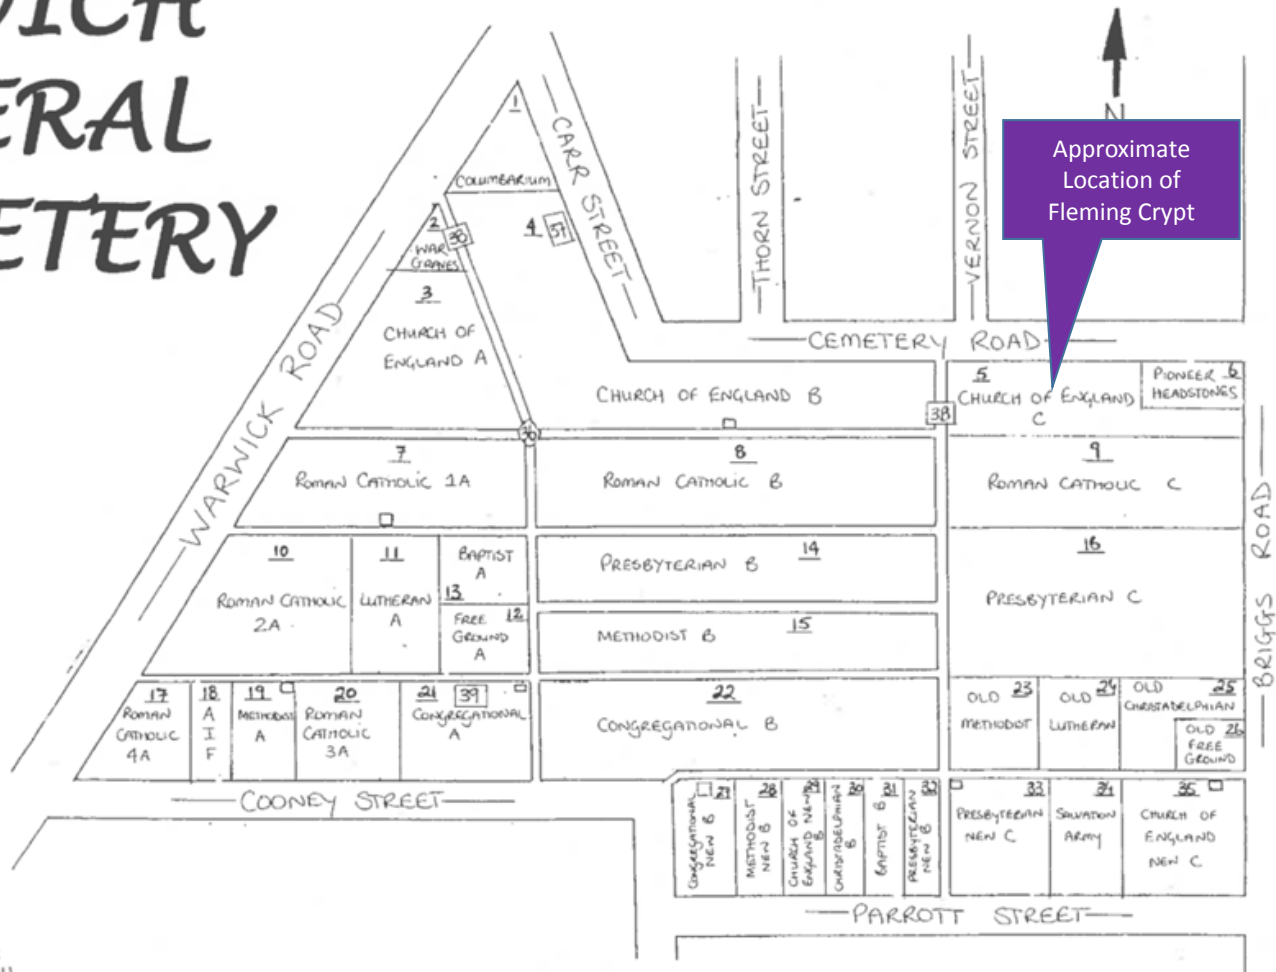 WICH
ERAL
ETERY
N
Approximate
Location of
Fleming Crypt
WARWICK ROAD
CARR STREET
THORN STREET
VERNON STREET
CEMETERY ROAD
BRIGGS ROAD
COONEY STREET
PARROTT STREET
1
COLUMBARIUM
2
WAR
GRAVES
38
4
37
3
CHURCH OF
ENGLAND A
CHURCH OF ENGLAND B
38
5
CHURCH OF ENGLAND
C
PIONEER 6
HEADSTONES
36
7
ROMAN CATHOLIC 1A
8
ROMAN CATHOLIC B
9
ROMAN CATHOLIC C
10
ROMAN CATHOLIC
2A
11
LUTHERAN
A
BAPTIST
A
13
FREE 12
GROUND
A
14
PRESBYTERIAN B
15
METHODIST B
16
PRESBYTERIAN C
17
ROMAN
CATHOLIC
4A
18
A
I
F
19
METHODIST
A
20
ROMAN
CATHOLIC
3A
21 39
CONGREGATIONAL
A
22
CONGREGATIONAL B
OLD 23
METHODIST
OLD 24
LUTHERAN
OLD 25
CHRISTADELPHIAN
OLD 26
FREE
GROUND
27
CONGREGATIONAL
NEW B
28
METHODIST
NEW B
29
CHURCH OF
ENGLAND NEW
B
30
CHRISTADELPHIAN
B
31
BAPTIST B
32
PRESBYTERIAN
NEW B
33
PRESBYTERIAN
NEW C
34
SALVATION
ARMY
35
CHURCH OF
ENGLAND
NEW C